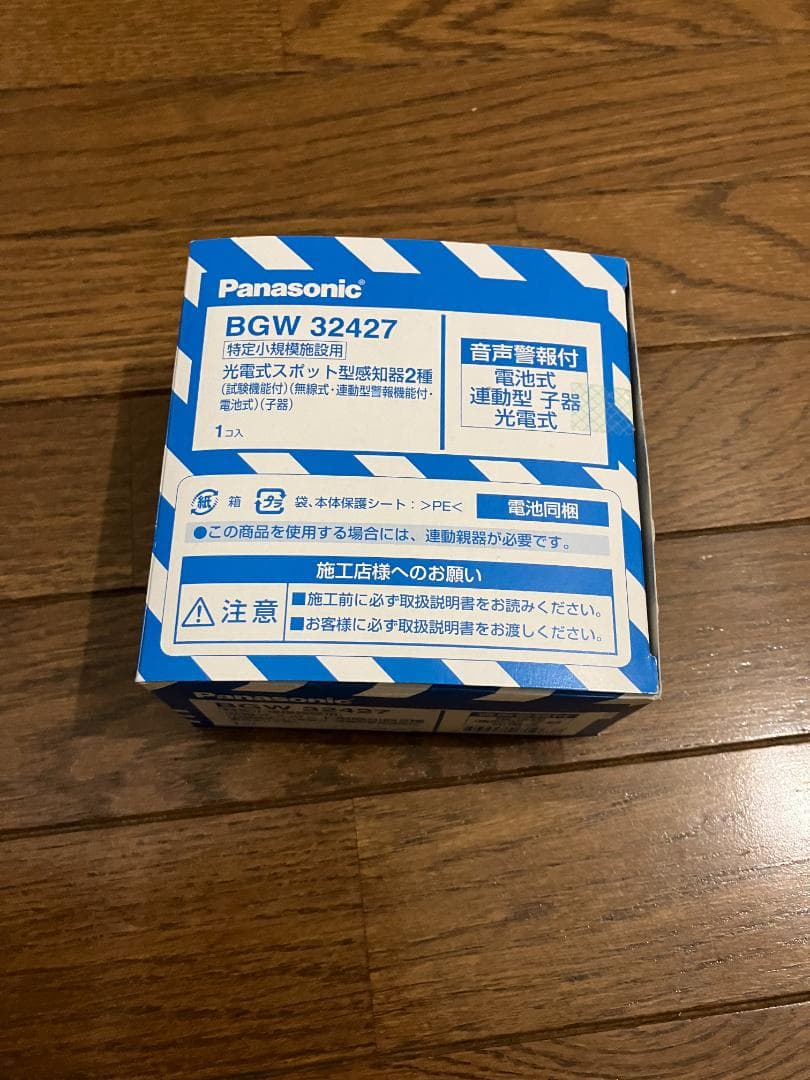 Panasonic®
BGW 32427
特定小規模施設用
光電式スポット型感知器2種
(試験機能付)(無線式・連動型警報機能付・
電池式)(子器)
1コ入
音声警報付
電池式
連動型 子器
光電式
紙 箱 プラ 袋、本体保護シート:>PE<
電池同梱
●この商品を使用する場合には、連動親器が必要です。
施工店様へのお願い
注意
■施工前に必ず取扱説明書をお読みください。
■お客様に必ず取扱説明書をお渡しください。
Panasonic
BGW 32427